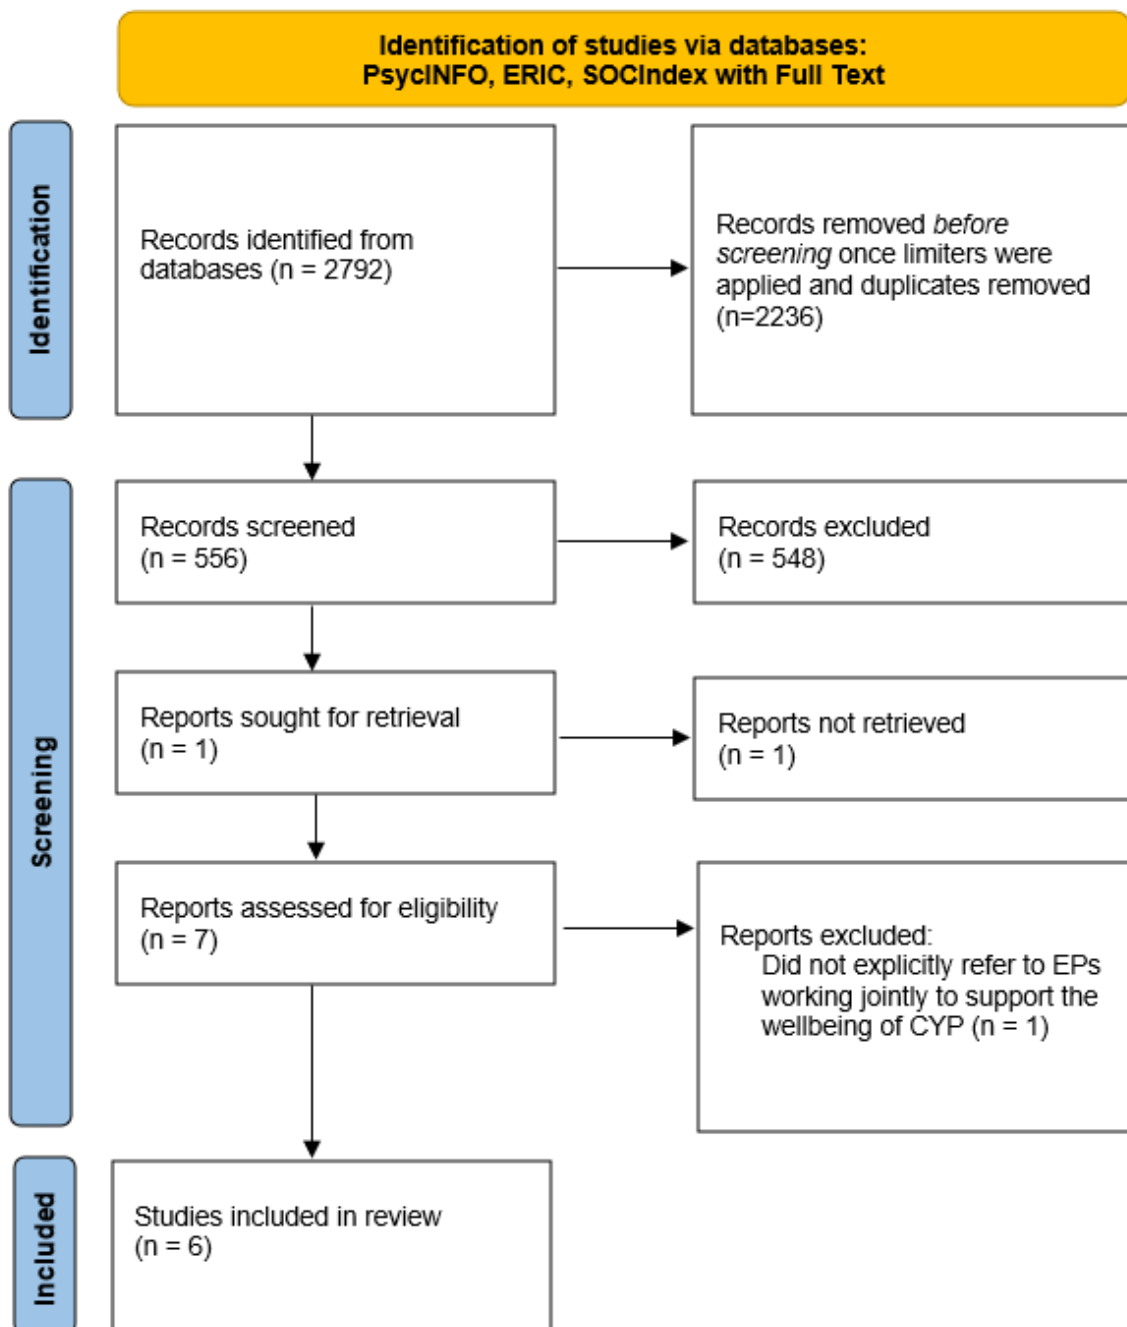 Identification of studies via databases:
PsycINFO, ERIC, SOCIndex with Full Text
Identification
Records identified from
databases (n = 2792)
Records removed before
screening once limiters were
applied and duplicates removed
(n=2236)
Screening
Records screened
(n = 556)
Records excluded
(n = 548)
Reports sought for retrieval
(n = 1)
Reports not retrieved
(n = 1)
Reports assessed for eligibility
(n = 7)
Reports excluded:
Did not explicitly refer to EPs
working jointly to support the
wellbeing of CYP (n = 1)
Included
Studies included in review
(n = 6)